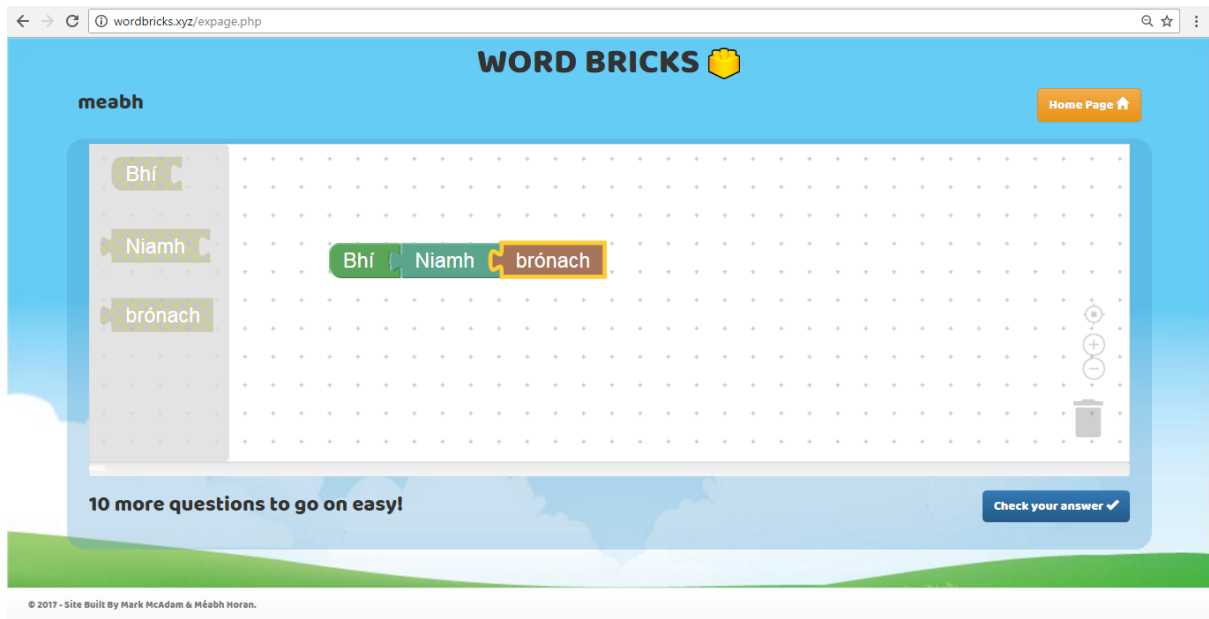 wordbricks.xyz/expage.php
WORD BRICKS
meabh
Home Page
Bhí
Niamh
brónach
Bhí Niamh brónach
10 more questions to go on easy!
Check your answer
© 2017 - Site Built By Mark McAdam & Méabh Horan.